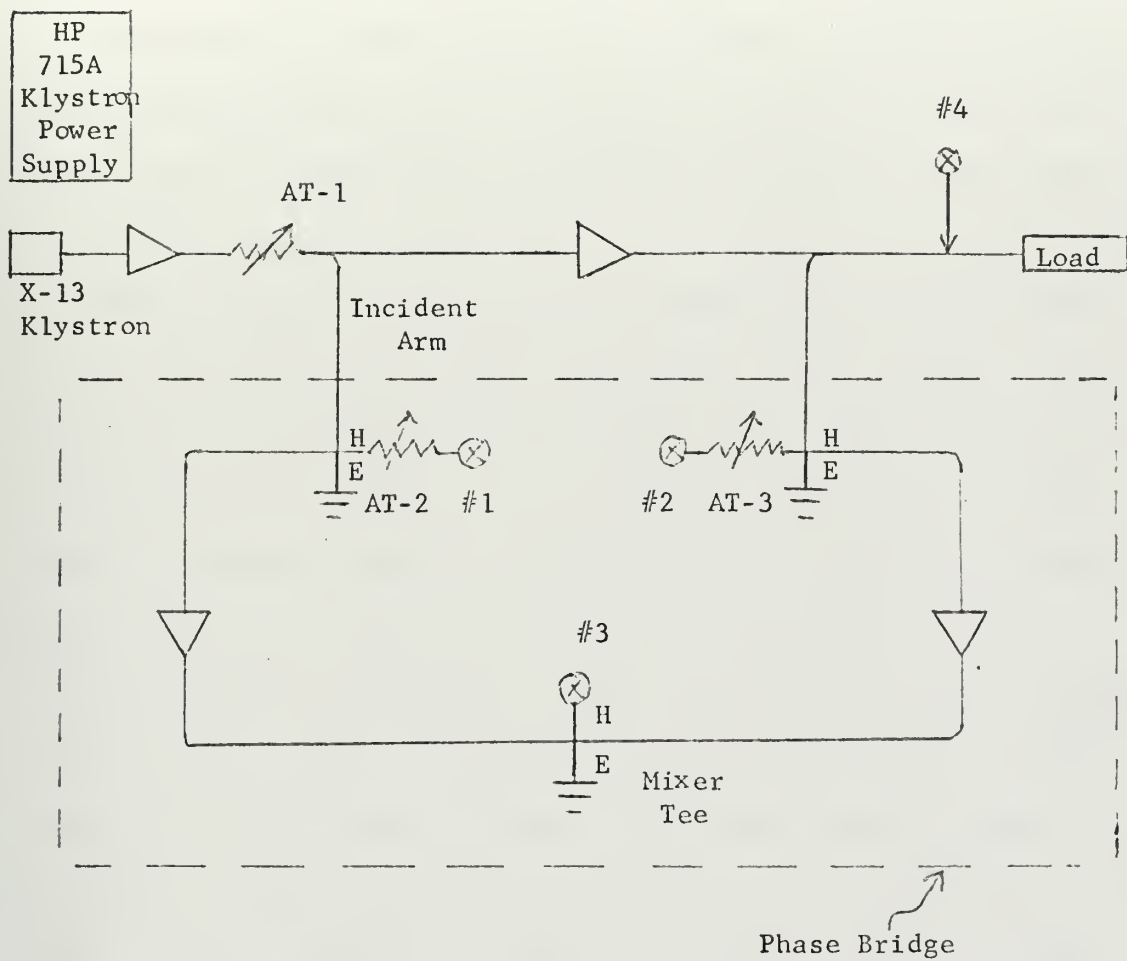 HP
715A
Klystron
Power
Supply
#4
AT-1
X-13
Klystron
Load
Incident
Arm
H
E
AT-2
#1
#2
AT-3
H
E
#3
H
E
Mixer
Tee
Phase Bridge